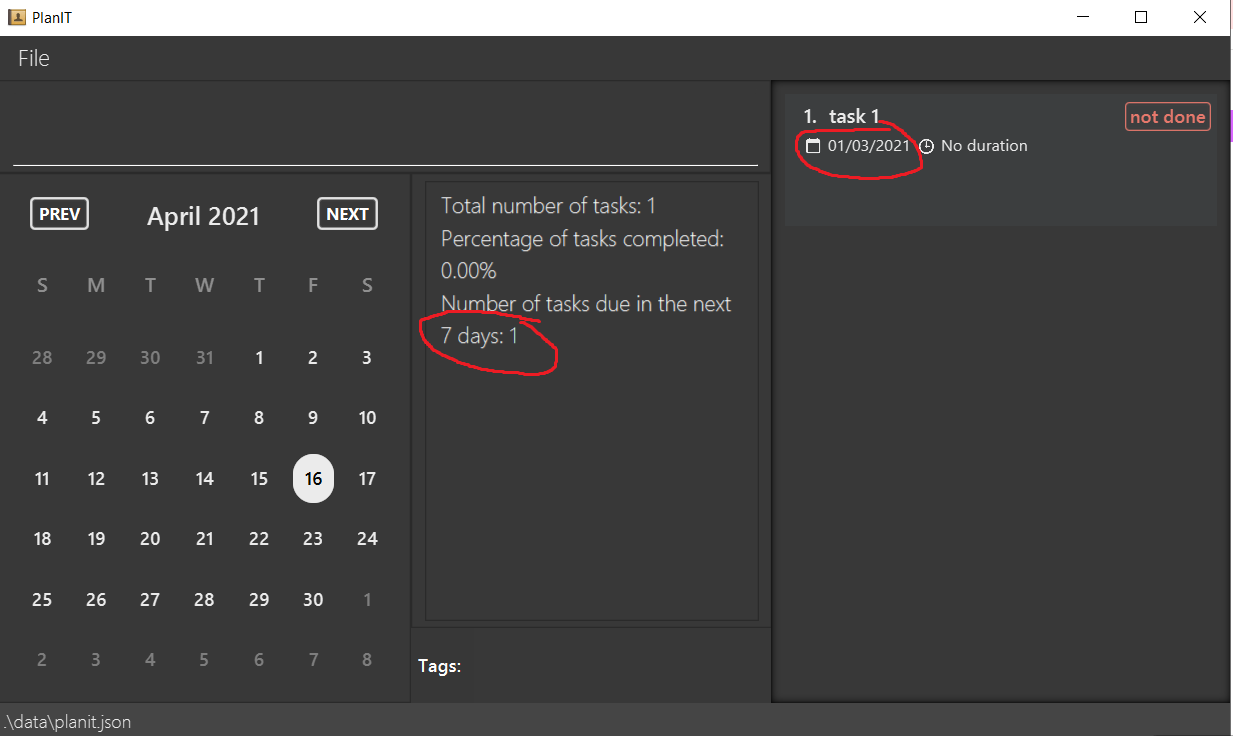 PlanIT
File
PREV April 2021 NEXT
S M T W T F S
28 29 30 31 1 2 3
4 5 6 7 8 9 10
11 12 13 14 15 16 17
18 19 20 21 22 23 24
25 26 27 28 29 30 1
2 3 4 5 6 7 8
Total number of tasks: 1
Percentage of tasks completed:
0.00%
Number of tasks due in the next
7 days: 1
Tags:
1. task 1 not done
01/03/2021 No duration
.\data\planit.json